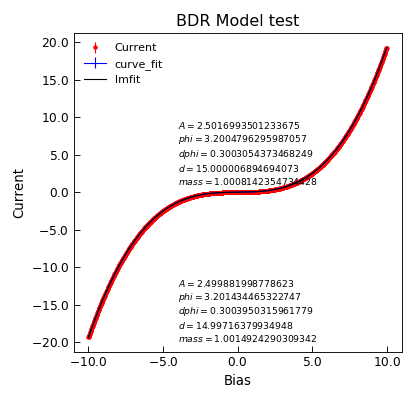 BDR Model test
Current
curve_fit
lmfit
A = 2.5016993501233675
phi = 3.2004796295987057
dphi = 0.3003054373468249
d = 15.000006894694073
mass = 1.0008142354734428
A = 2.499881998778623
phi = 3.201434465322747
dphi = 0.3003950315961779
d = 14.99716379934948
mass = 1.0014924290309342
20.0
15.0
10.0
5.0
0.0
−5.0
−10.0
−15.0
−20.0
Current
−10.0 −5.0 0.0 5.0 10.0
Bias